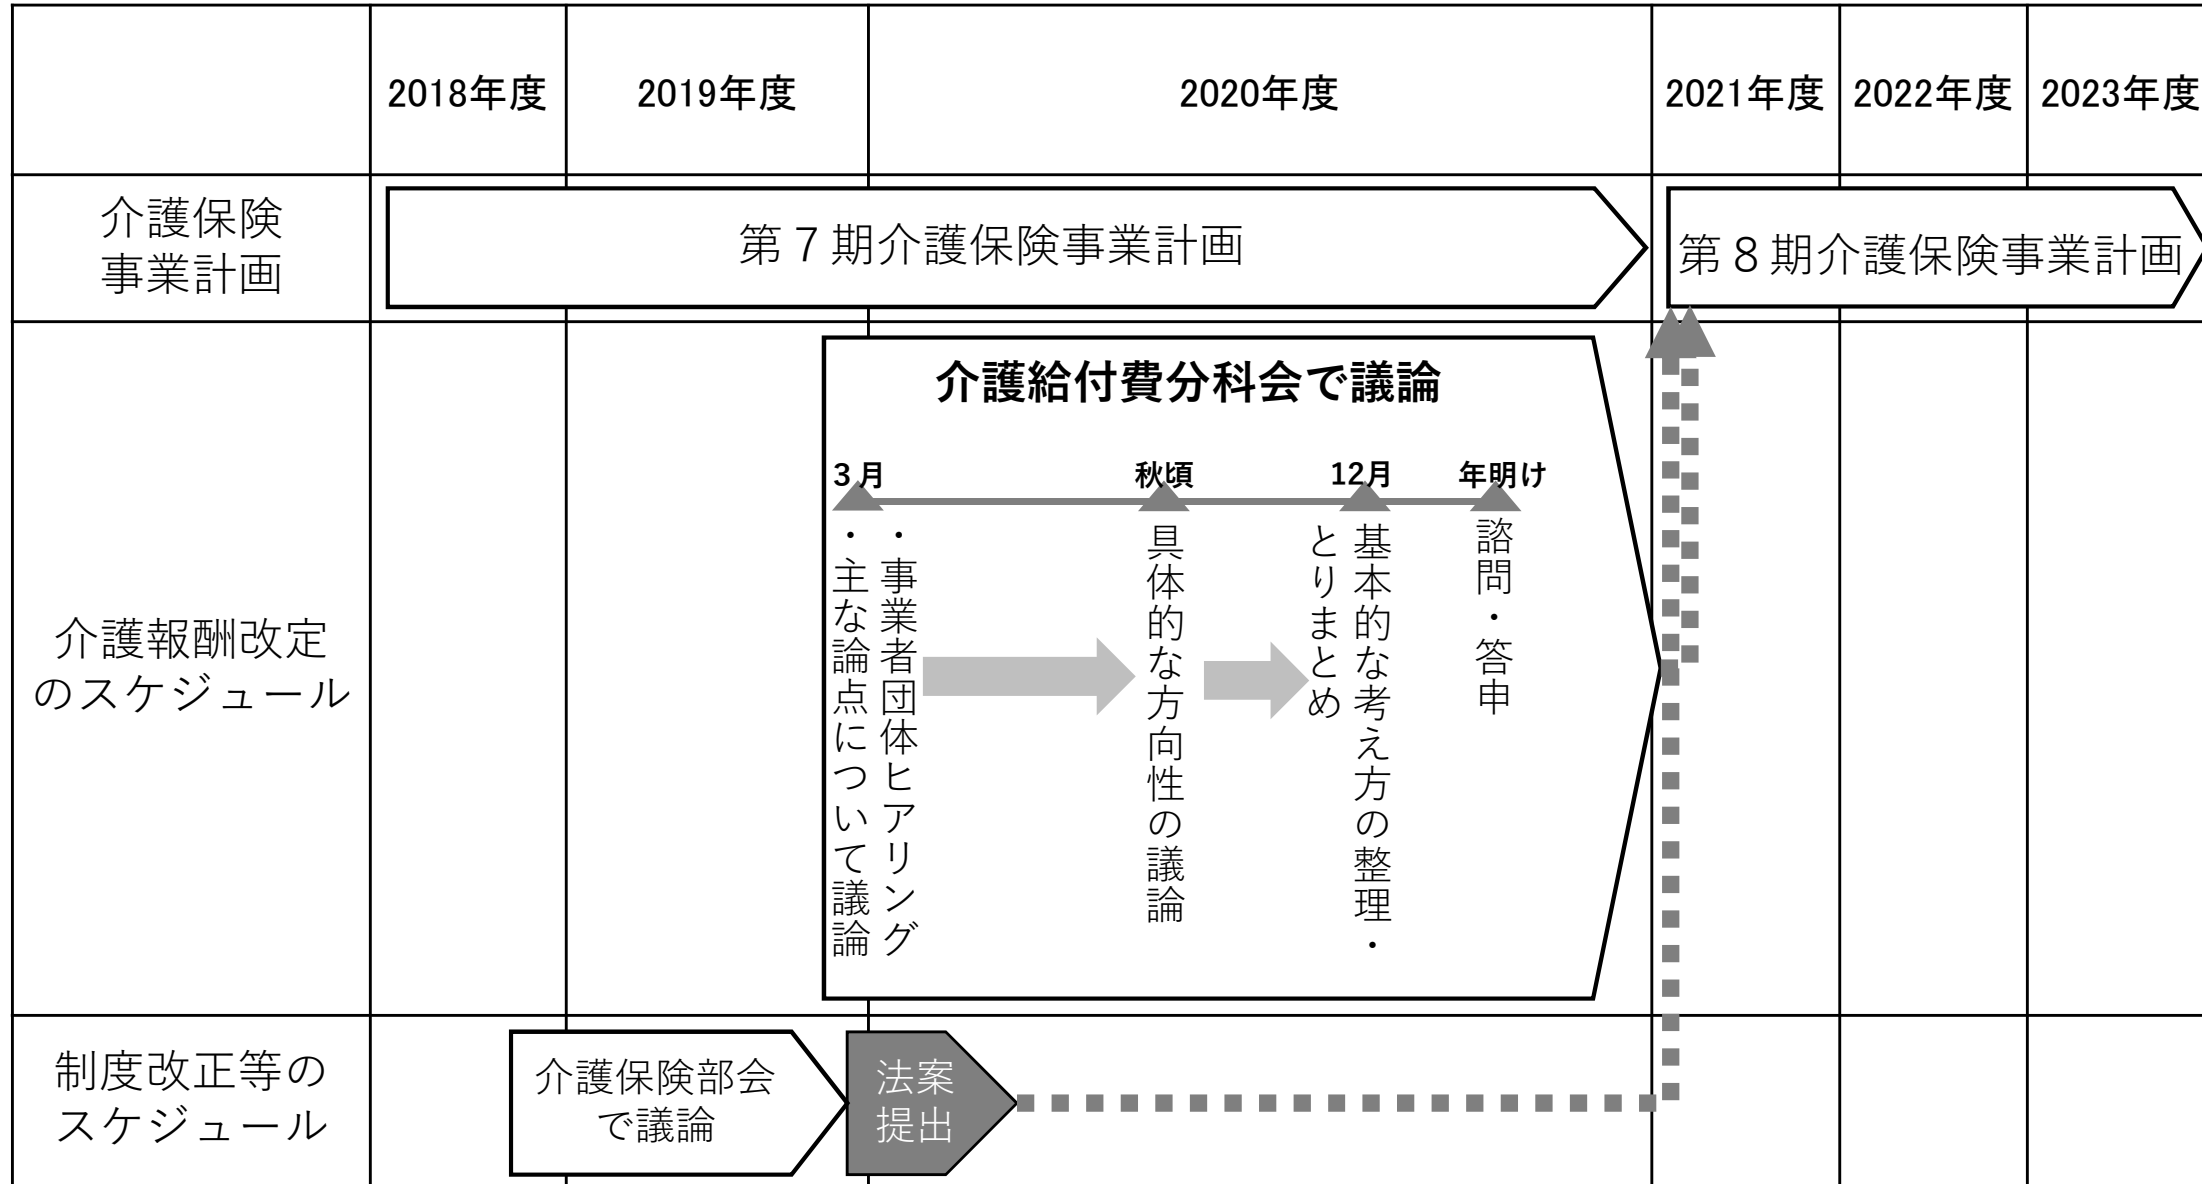 2018年度
2019年度
2020年度
2021年度
2022年度
2023年度
介護保険
事業計画
第７期介護保険事業計画
第８期介護保険事業計画
介護報酬改定
のスケジュール
介護給付費分科会で議論
３月
秋頃
12月
年明け
・事業者団体ヒアリング
・主な論点について議論
具体的な方向性の議論
基本的な考え方の整理・
とりまとめ
諮問・答申
制度改正等の
スケジュール
介護保険部会
で議論
法案
提出